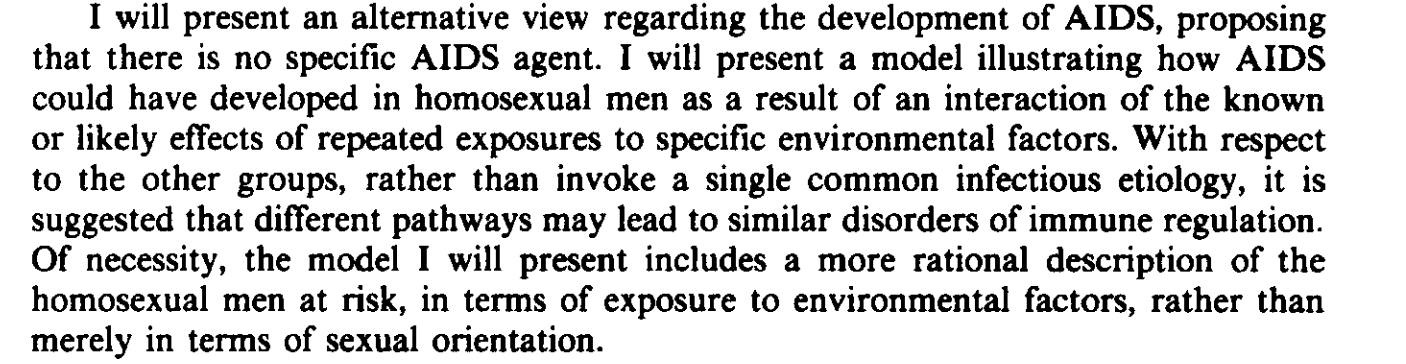 I will present an alternative view regarding the development of AIDS, proposing
that there is no specific AIDS agent. I will present a model illustrating how AIDS
could have developed in homosexual men as a result of an interaction of the known
or likely effects of repeated exposures to specific environmental factors. With respect
to the other groups, rather than invoke a single common infectious etiology, it is
suggested that different pathways may lead to similar disorders of immune regulation.
Of necessity, the model I will present includes a more rational description of the
homosexual men at risk, in terms of exposure to environmental factors, rather than
merely in terms of sexual orientation.